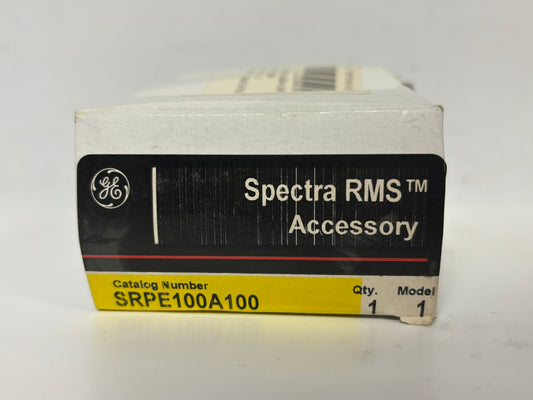 GE
Spectra RMS™
Accessory
Catalog Number Qty. Model
SRPE100A100 1 1